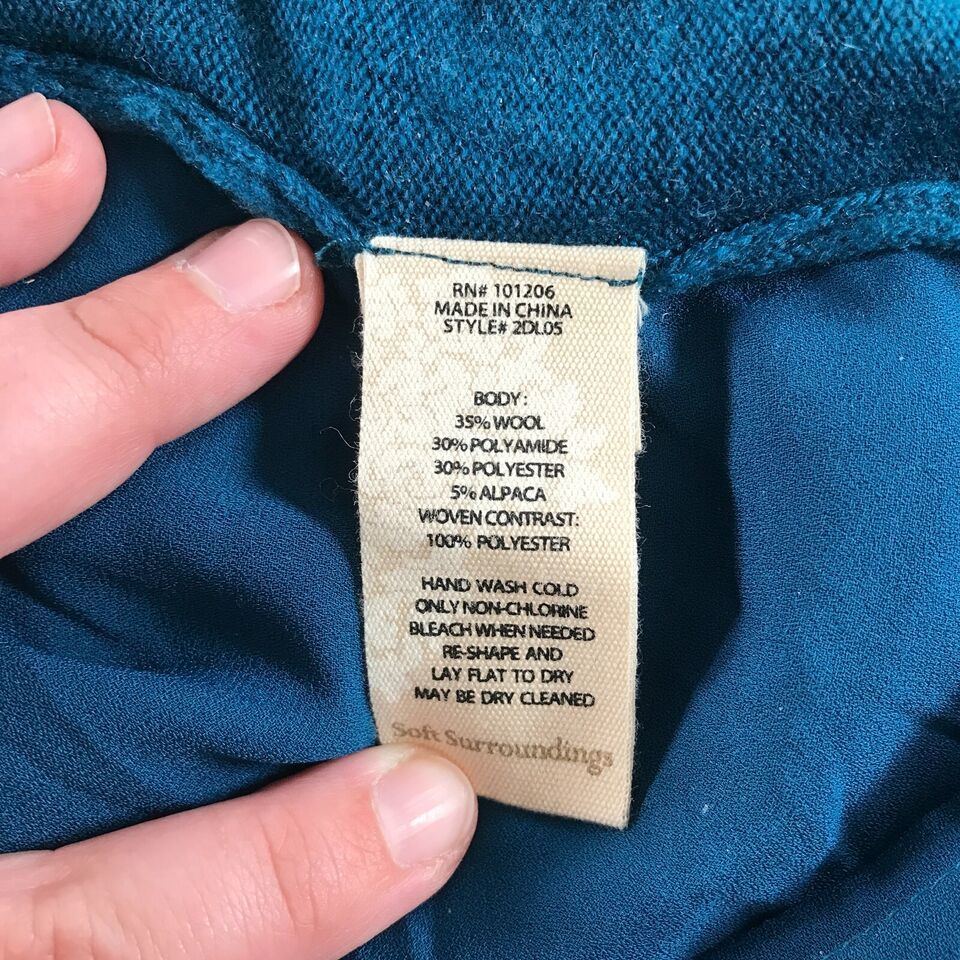 RN# 101206
MADE IN CHINA
STYLE# 2DL05
BODY:
35% WOOL
30% POLYAMIDE
30% POLYESTER
5% ALPACA
WOVEN CONTRAST:
100% POLYESTER
HAND WASH COLD
ONLY NON-CHLORINE
BLEACH WHEN NEEDED
RE-SHAPE AND
LAY FLAT TO DRY
MAY BE DRY CLEANED
Soft Surroundings